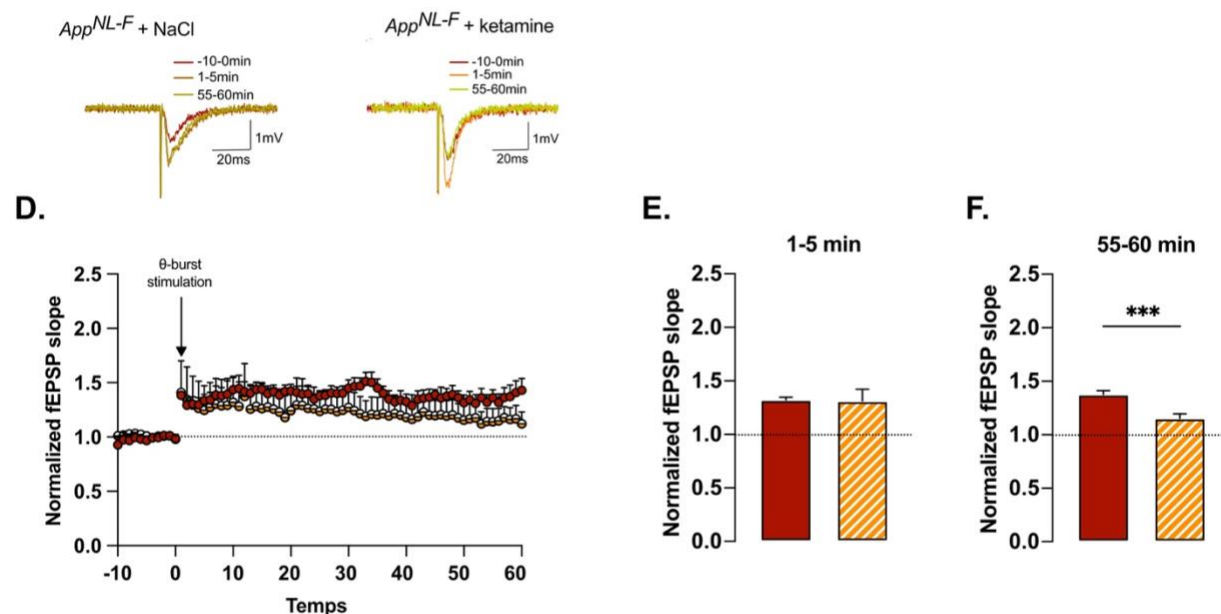 App^NL-F + NaCl
-10-0min
1-5min
55-60min
1mV
20ms
App^NL-F + ketamine
-10-0min
1-5min
55-60min
1mV
20ms
D.
θ-burst
stimulation
Normalized fEPSP slope
2.5
2.0
1.5
1.0
0.5
0.0
-10 0 10 20 30 40 50 60
Temps
E.
1-5 min
Normalized fEPSP slope
2.5
2.0
1.5
1.0
0.5
0.0
F.
55-60 min
***
Normalized fEPSP slope
2.5
2.0
1.5
1.0
0.5
0.0